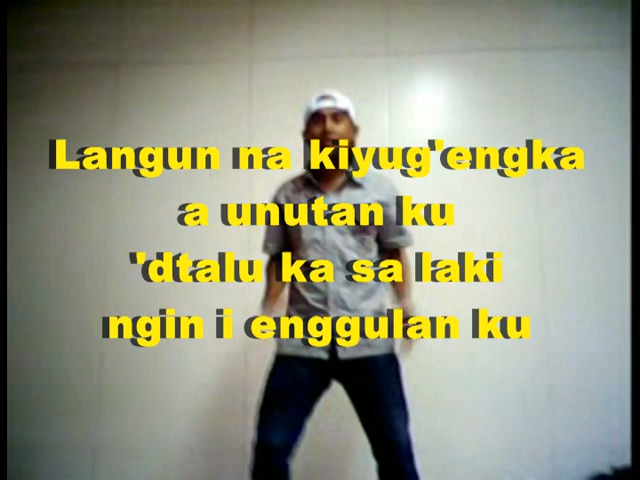 Langun na kiyug'engka
a unutan ku
'dtalu ka sa laki
ngin i enggulan ku